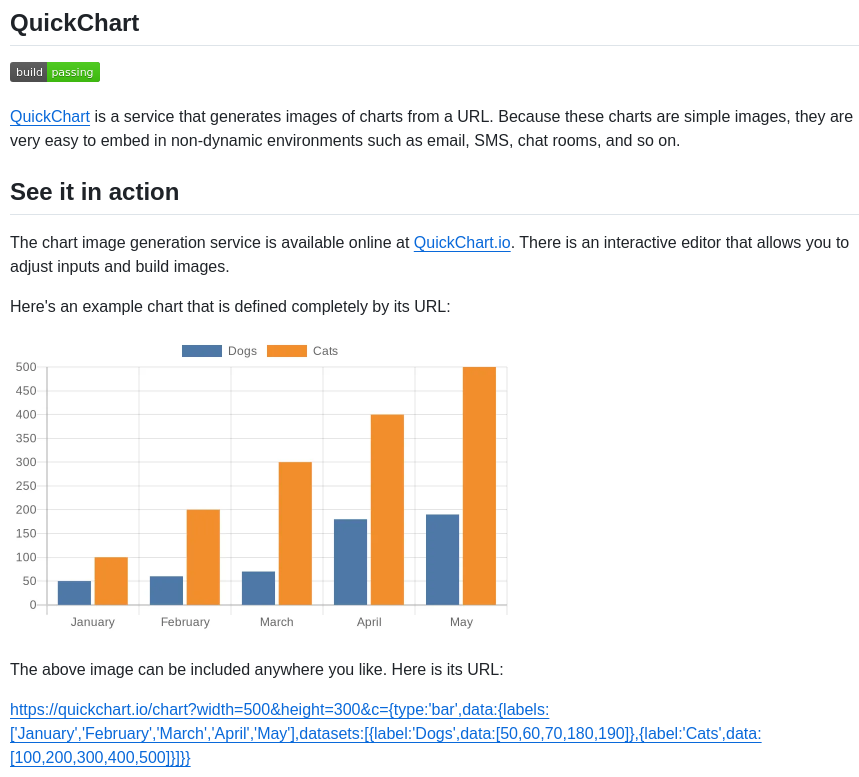 QuickChart
build passing
QuickChart is a service that generates images of charts from a URL. Because these charts are simple images, they are
very easy to embed in non-dynamic environments such as email, SMS, chat rooms, and so on.
See it in action
The chart image generation service is available online at QuickChart.io. There is an interactive editor that allows you to
adjust inputs and build images.
Here's an example chart that is defined completely by its URL:
Dogs Cats
500
450
400
350
300
250
200
150
100
50
0
January February March April May
The above image can be included anywhere you like. Here is its URL:
https://quickchart.io/chart?width=500&height=300&c={type:'bar',data:{labels:
['January','February','March','April','May'],datasets:[{label:'Dogs',data:[50,60,70,180,190]},{label:'Cats',data:
[100,200,300,400,500]}]}}